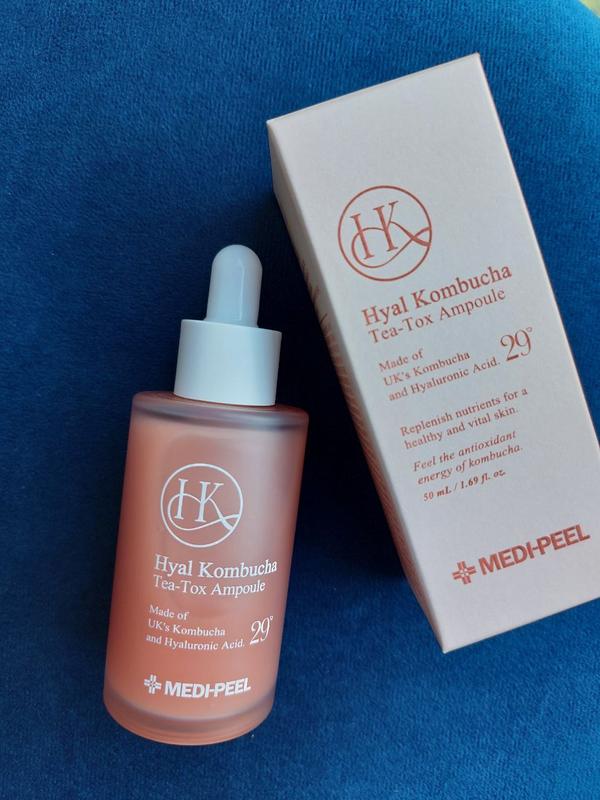 HK
Hyal Kombucha
Tea-Tox Ampoule
Made of
UK's Kombucha
and Hyaluronic Acid. 29°
MEDI-PEEL
HK
Hyal Kombucha
Tea-Tox Ampoule
Made of
UK's Kombucha
and Hyaluronic Acid. 29°
Replenish nutrients for a
healthy and vital skin.
Feel the antioxidant
energy of kombucha.
50 mL / 1.69 fl. oz.
MEDI-PEEL